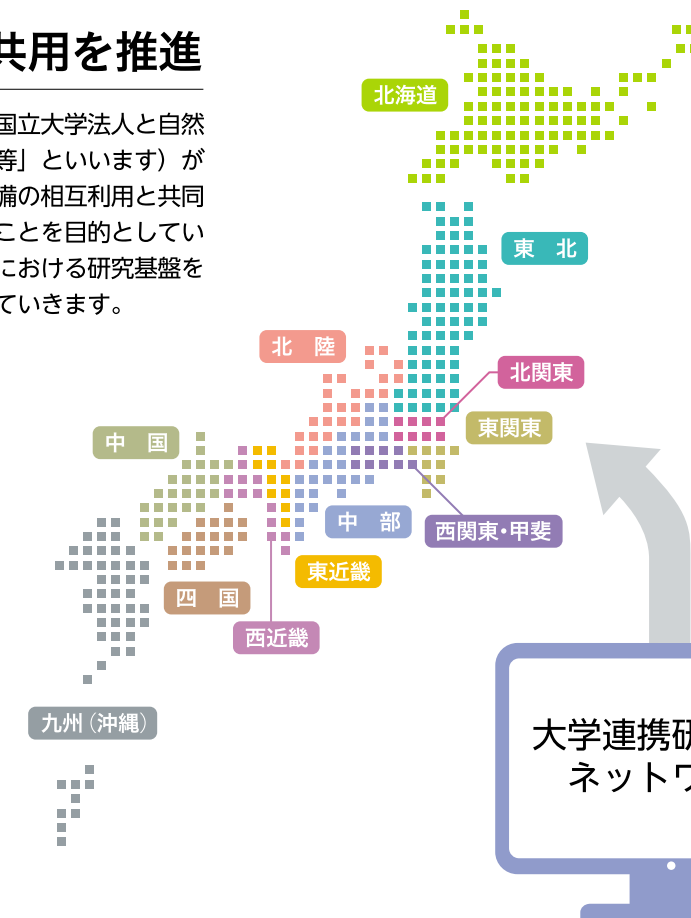 共用を推進
国立大学法人と自然
等」といいます）が
備の相互利用と共同
ことを目的としてい
における研究基盤を
ていきます。
北海道
東　北
北　陸
北関東
東関東
中　国
中　部
西関東・甲斐
東近畿
四　国
西近畿
九州（沖縄）
大学連携研
ネットワ